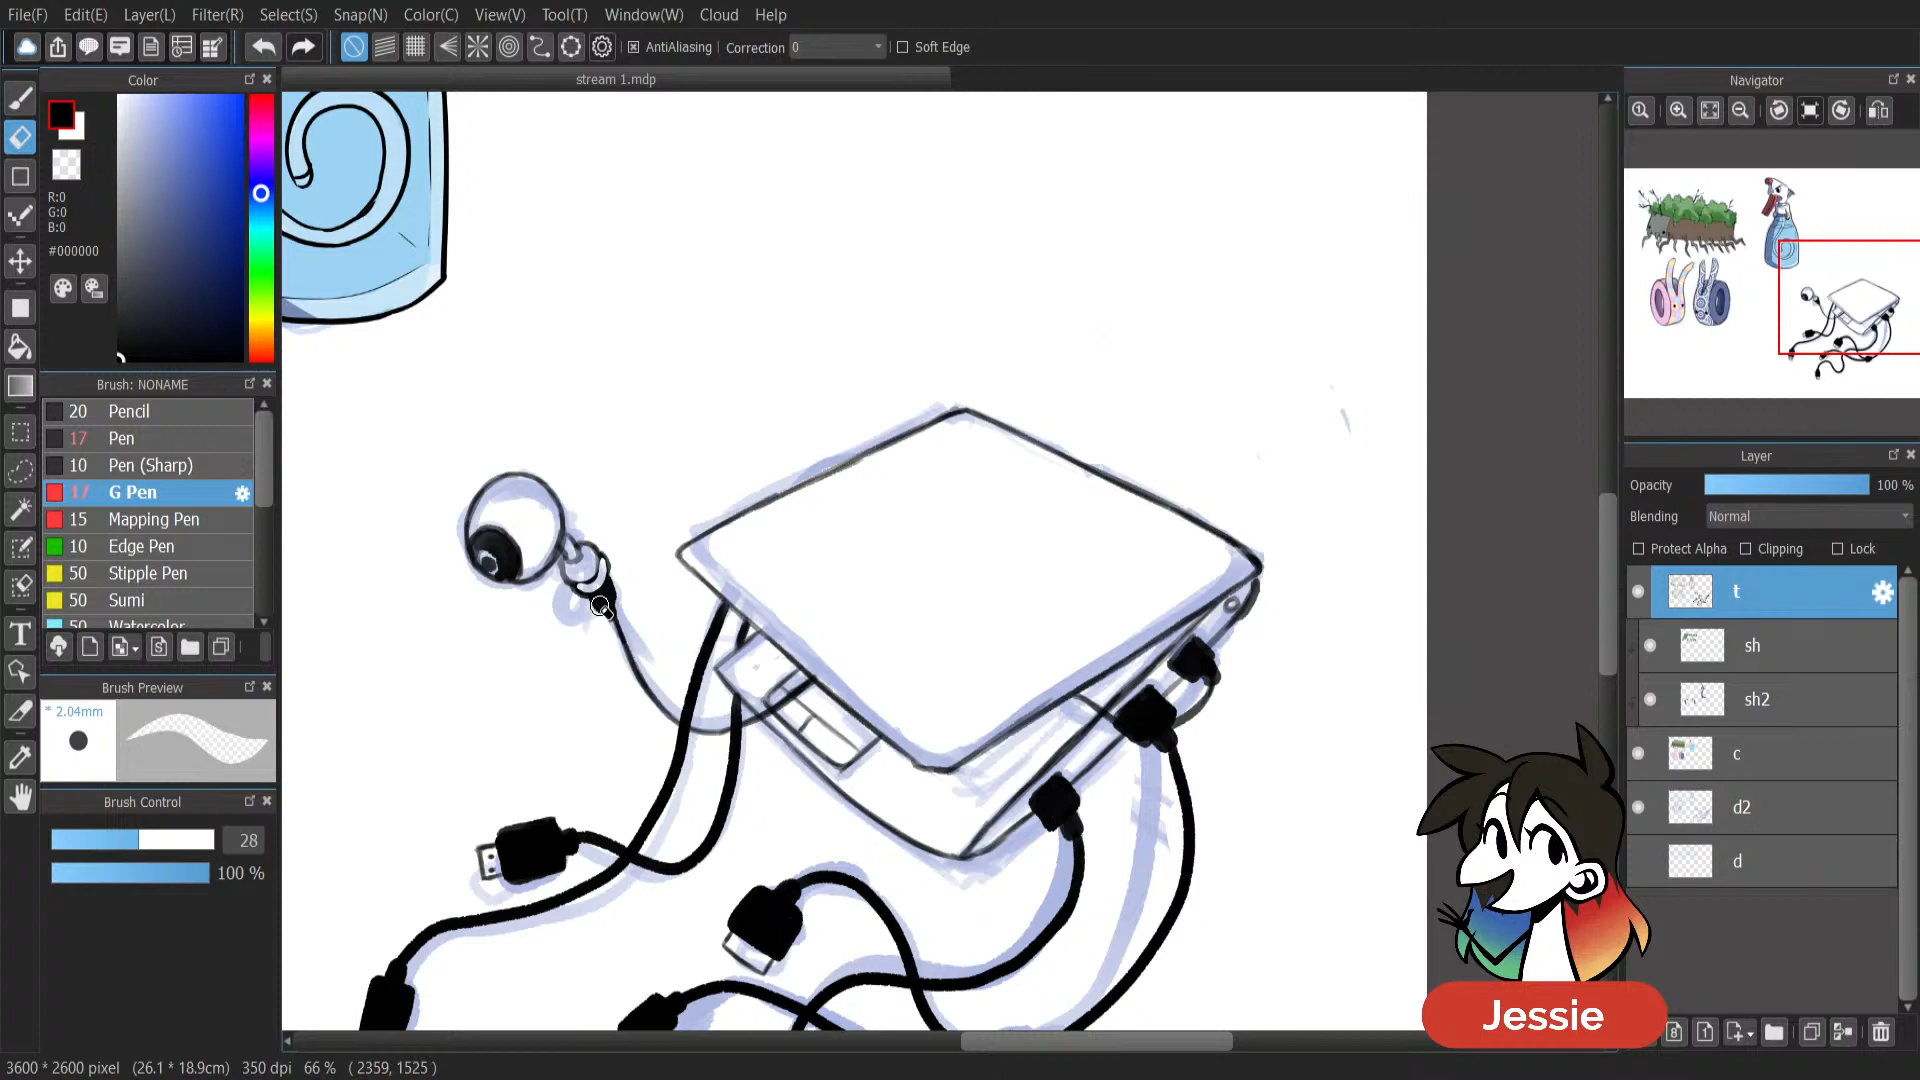 File(F) Edit(E) Layer(L) Filter(R) Select(S) Snap(N) Color(C) View(V) Tool(T) Window(W) Cloud Help
AntiAliasing Correction 0 Soft Edge
Color
stream 1.mdp
Navigator
R:0
G:0
B:0
#000000
Brush: NONAME
20 Pencil
17 Pen
10 Pen (Sharp)
17 G Pen
15 Mapping Pen
10 Edge Pen
50 Stipple Pen
50 Sumi
50 Watercolor
Brush Preview
* 2.04mm
Brush Control
28
100 %
Layer
Opacity 100 %
Blending Normal
Protect Alpha Clipping Lock
t
sh
sh2
c
d2
d
Jessie
8 1
3600 * 2600 pixel (26.1 * 18.9cm) 350 dpi 66 % ( 2359, 1525 )